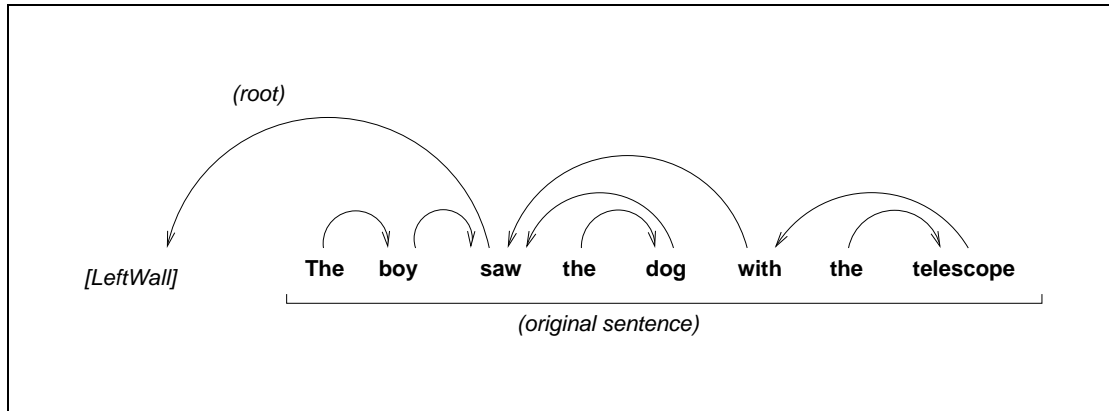 (root)
[LeftWall] The boy saw the dog with the telescope
(original sentence)